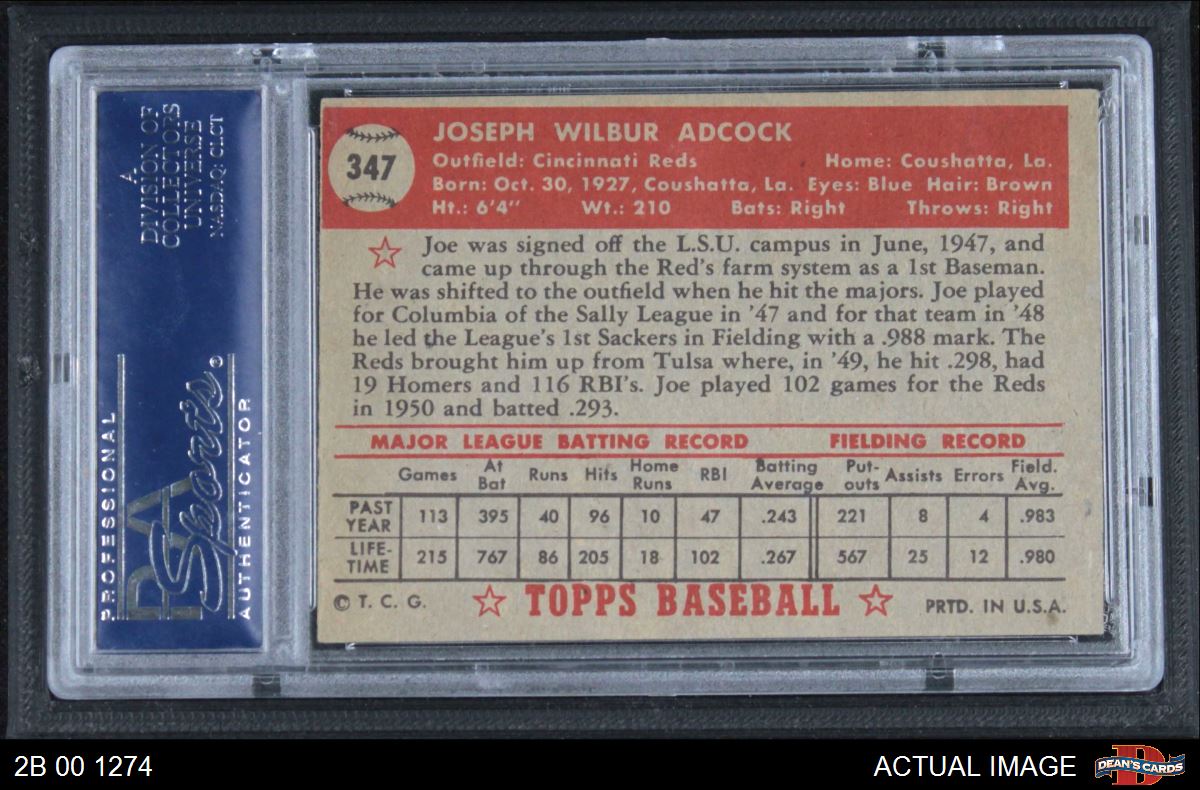 A
DIVISION OF
COLLECTORS
UNIVERSE
NASDAQ: CLCT
PROFESSIONAL
PSA
Sports®
AUTHENTICATOR
347
JOSEPH WILBUR ADCOCK
Outfield: Cincinnati Reds Home: Coushatta, La.
Born: Oct. 30, 1927, Coushatta, La. Eyes: Blue Hair: Brown
Ht.: 6'4" Wt.: 210 Bats: Right Throws: Right
Joe was signed off the L.S.U. campus in June, 1947, and
came up through the Red's farm system as a 1st Baseman.
He was shifted to the outfield when he hit the majors. Joe played
for Columbia of the Sally League in '47 and for that team in '48
he led the League's 1st Sackers in Fielding with a .988 mark. The
Reds brought him up from Tulsa where, in '49, he hit .298, had
19 Homers and 116 RBI's. Joe played 102 games for the Reds
in 1950 and batted .293.
MAJOR LEAGUE BATTING RECORD FIELDING RECORD
Games At Bat Runs Hits Home Runs RBI Batting Average Put-outs Assists Errors Field. Avg.
PAST YEAR 113 395 40 96 10 47 .243 221 8 4 .983
LIFE-TIME 215 767 86 205 18 102 .267 567 25 12 .980
© T. C. G. TOPPS BASEBALL PRTD. IN U.S.A.
2B 00 1274 ACTUAL IMAGE DEAN'S CARDS